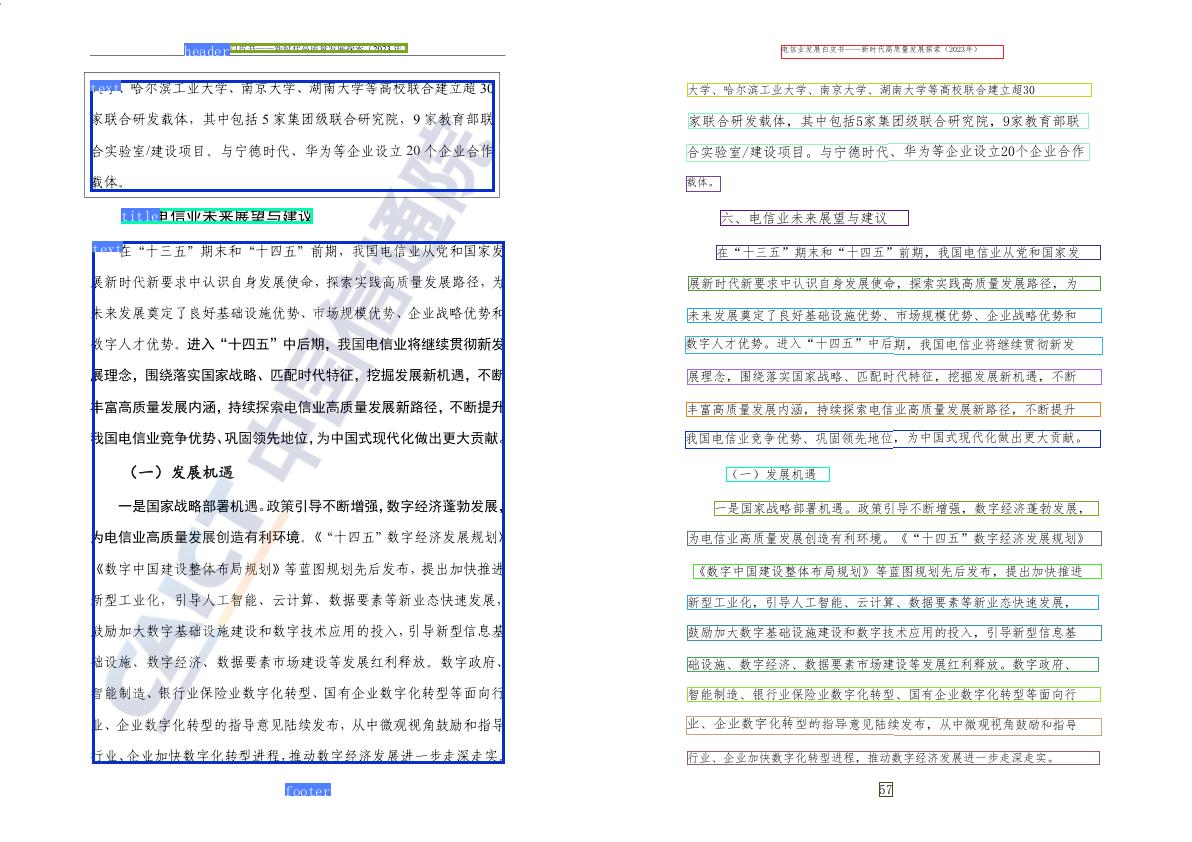 header
白皮书——新时代高质量发展探索（2023 年）
text
、哈尔滨工业大学、南京大学、湖南大学等高校联合建立超 30
家联合研发载体，其中包括 5 家集团级联合研究院，9 家教育部联
合实验室/建设项目。与宁德时代、华为等企业设立 20 个企业合作
载体。
title
电信业未来展望与建议
text
在“十三五”期末和“十四五”前期，我国电信业从党和国家发
展新时代新要求中认识自身发展使命，探索实践高质量发展路径，为
未来发展奠定了良好基础设施优势、市场规模优势、企业战略优势和
数字人才优势。进入“十四五”中后期，我国电信业将继续贯彻新发
展理念，围绕落实国家战略、匹配时代特征，挖掘发展新机遇，不断
丰富高质量发展内涵，持续探索电信业高质量发展新路径，不断提升
我国电信业竞争优势、巩固领先地位，为中国式现代化做出更大贡献。
（一）发展机遇
一是国家战略部署机遇。政策引导不断增强，数字经济蓬勃发展，
为电信业高质量发展创造有利环境。《“十四五”数字经济发展规划》
《数字中国建设整体布局规划》等蓝图规划先后发布，提出加快推进
新型工业化，引导人工智能、云计算、数据要素等新业态快速发展，
鼓励加大数字基础设施建设和数字技术应用的投入，引导新型信息基
础设施、数字经济、数据要素市场建设等发展红利释放。数字政府、
智能制造、银行业保险业数字化转型、国有企业数字化转型等面向行
业、企业数字化转型的指导意见陆续发布，从中微观视角鼓励和指导
行业、企业加快数字化转型进程，推动数字经济发展进一步走深走实。
footer
CAICT 中国信通院
电信业发展白皮书——新时代高质量发展探索（2023年）
大学、哈尔滨工业大学、南京大学、湖南大学等高校联合建立超30
家联合研发载体，其中包括5家集团级联合研究院，9家教育部联
合实验室/建设项目。与宁德时代、华为等企业设立20个企业合作
载体。
六、电信业未来展望与建议
在“十三五”期末和“十四五”前期，我国电信业从党和国家发
展新时代新要求中认识自身发展使命，探索实践高质量发展路径，为
未来发展奠定了良好基础设施优势、市场规模优势、企业战略优势和
数字人才优势。进入“十四五”中后期，我国电信业将继续贯彻新发
展理念，围绕落实国家战略、匹配时代特征，挖掘发展新机遇，不断
丰富高质量发展内涵，持续探索电信业高质量发展新路径，不断提升
我国电信业竞争优势、巩固领先地位，为中国式现代化做出更大贡献。
（一）发展机遇
一是国家战略部署机遇。政策引导不断增强，数字经济蓬勃发展，
为电信业高质量发展创造有利环境。《“十四五”数字经济发展规划》
《数字中国建设整体布局规划》等蓝图规划先后发布，提出加快推进
新型工业化，引导人工智能、云计算、数据要素等新业态快速发展，
鼓励加大数字基础设施建设和数字技术应用的投入，引导新型信息基
础设施、数字经济、数据要素市场建设等发展红利释放。数字政府、
智能制造、银行业保险业数字化转型、国有企业数字化转型等面向行
业、企业数字化转型的指导意见陆续发布，从中微观视角鼓励和指导
行业、企业加快数字化转型进程，推动数字经济发展进一步走深走实。
57